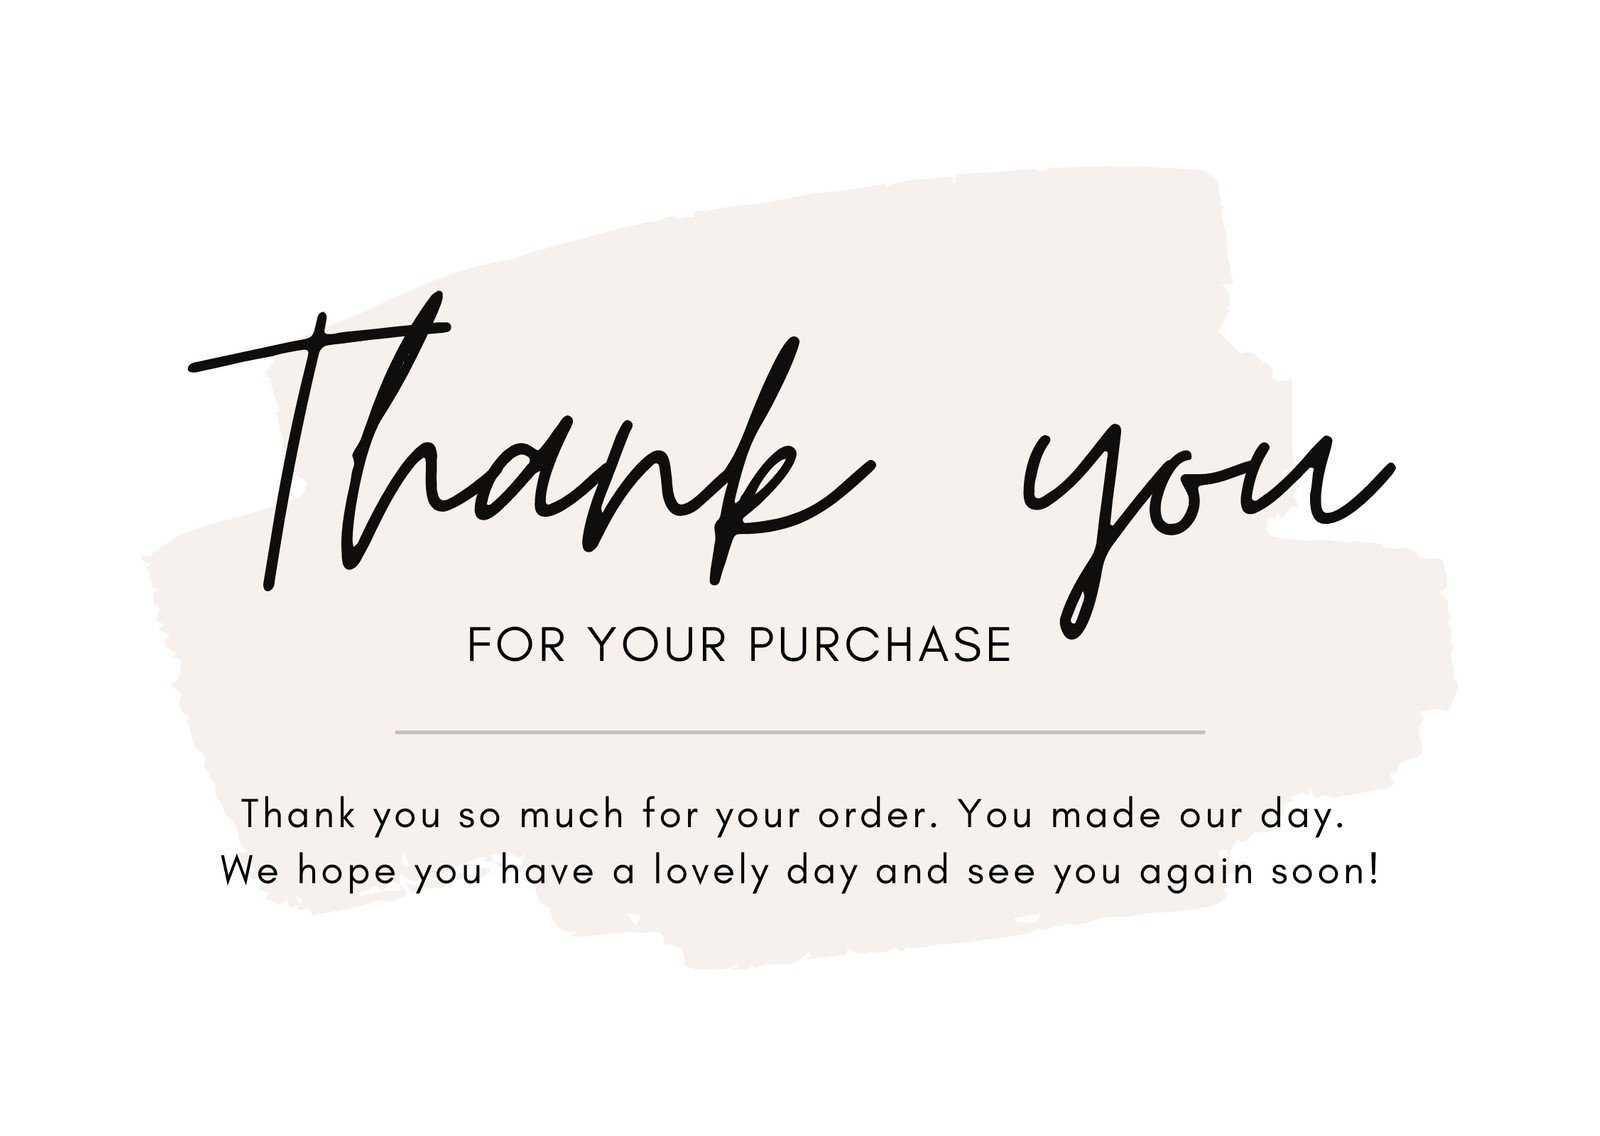 Thank you
FOR YOUR PURCHASE
Thank you so much for your order. You made our day.
We hope you have a lovely day and see you again soon!